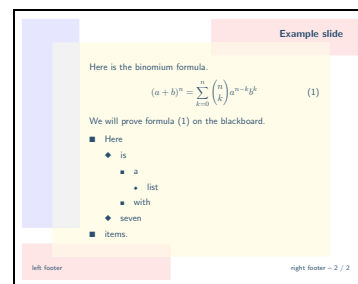 Example slide
Here is the binomium formula.
(a + b)^n = \sum_{k=0}^{n} \binom{n}{k} a^{n-k} b^k (1)
We will prove formula (1) on the blackboard.
■ Here
◆ is
■ a
• list
■ with
◆ seven
■ items.
left footer
right footer – 2 / 2